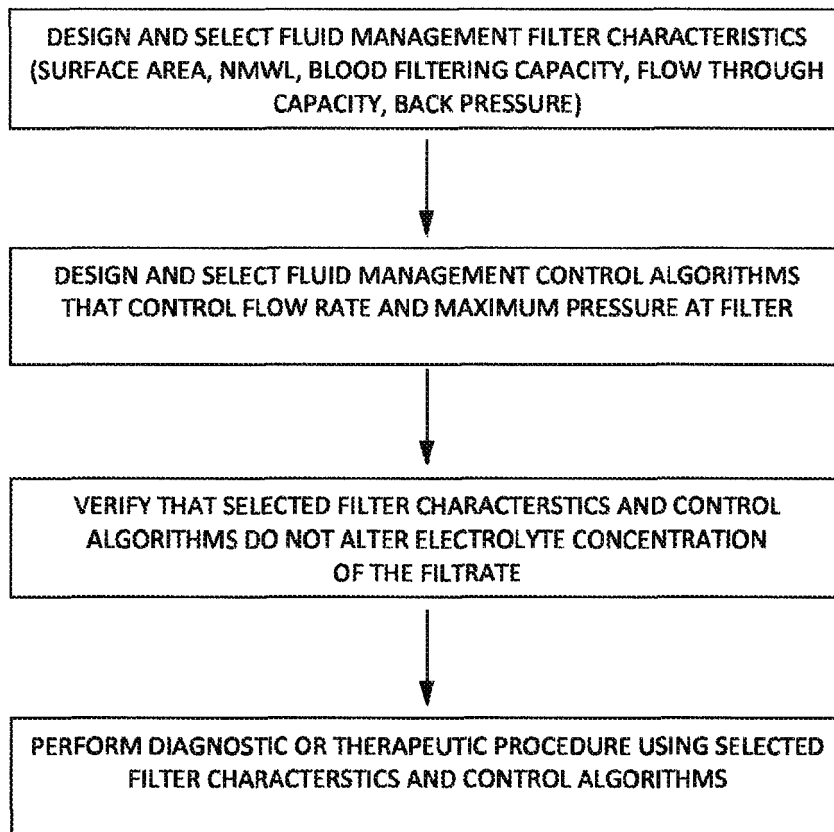 DESIGN AND SELECT FLUID MANAGEMENT FILTER CHARACTERISTICS
(SURFACE AREA, NMWL, BLOOD FILTERING CAPACITY, FLOW THROUGH
CAPACITY, BACK PRESSURE)
DESIGN AND SELECT FLUID MANAGEMENT CONTROL ALGORITHMS
THAT CONTROL FLOW RATE AND MAXIMUM PRESSURE AT FILTER
VERIFY THAT SELECTED FILTER CHARACTERSTICS AND CONTROL
ALGORITHMS DO NOT ALTER ELECTROLYTE CONCENTRATION
OF THE FILTRATE
PERFORM DIAGNOSTIC OR THERAPEUTIC PROCEDURE USING SELECTED
FILTER CHARACTERSTICS AND CONTROL ALGORITHMS